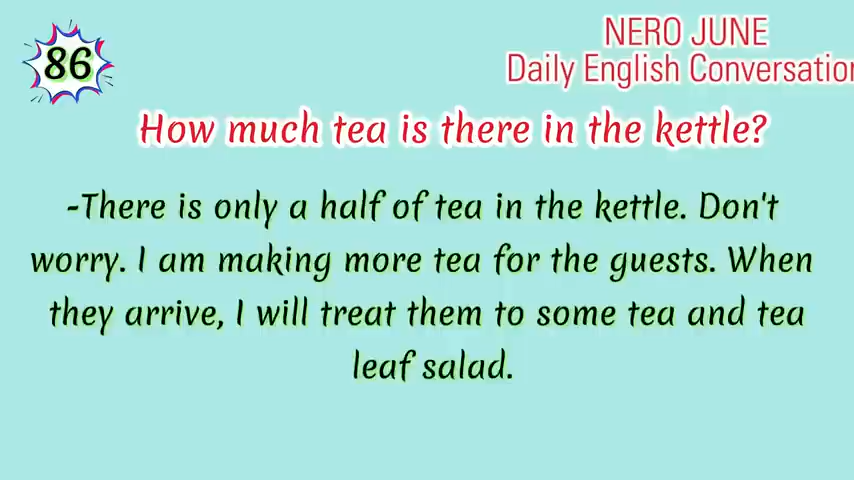 86
NERO JUNE
Daily English Conversation
How much tea is there in the kettle?
-There is only a half of tea in the kettle. Don't
worry. I am making more tea for the guests. When
they arrive, I will treat them to some tea and tea
leaf salad.